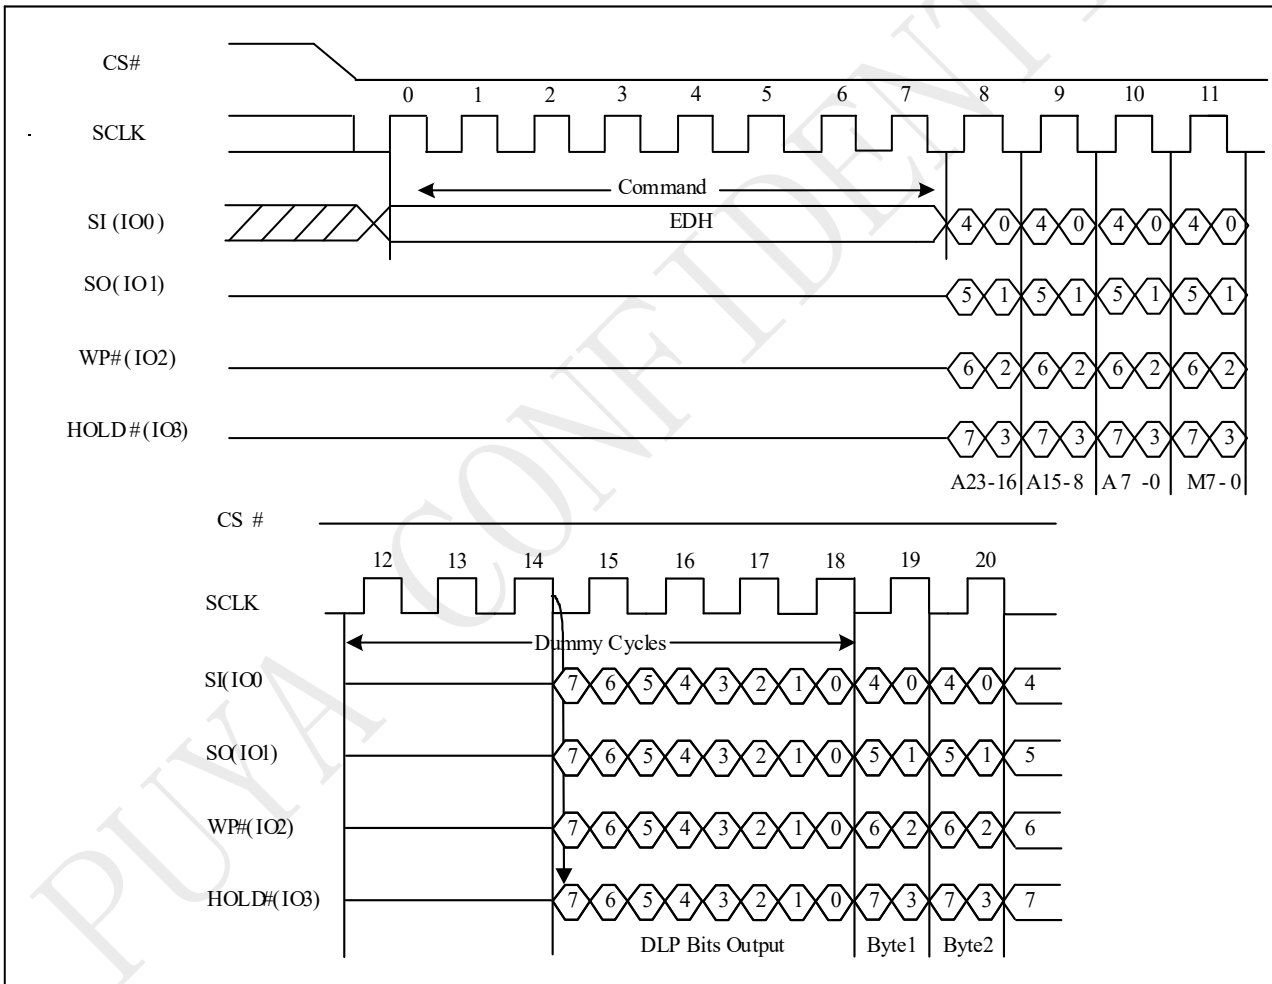 CS#
0 1 2 3 4 5 6 7 8 9 10 11
SCLK
Command
SI (IO0) EDH 4 0 4 0 4 0 4 0
SO( IO1) 5 1 5 1 5 1 5 1
WP# ( IO2) 6 2 6 2 6 2 6 2
HOLD # (IO3) 7 3 7 3 7 3 7 3
A23-16 A15-8 A 7 -0 M7-0
CS #
12 13 14 15 16 17 18 19 20
SCLK
Dummy Cycles
SI(IO0 7 6 5 4 3 2 1 0 4 0 4 0 4
SO(IO1) 7 6 5 4 3 2 1 0 5 1 5 1 5
WP#(IO2) 7 6 5 4 3 2 1 0 6 2 6 2 6
HOLD#(IO3) 7 6 5 4 3 2 1 0 7 3 7 3 7
DLP Bits Output Byte1 Byte2
PUYA CONFIDENT